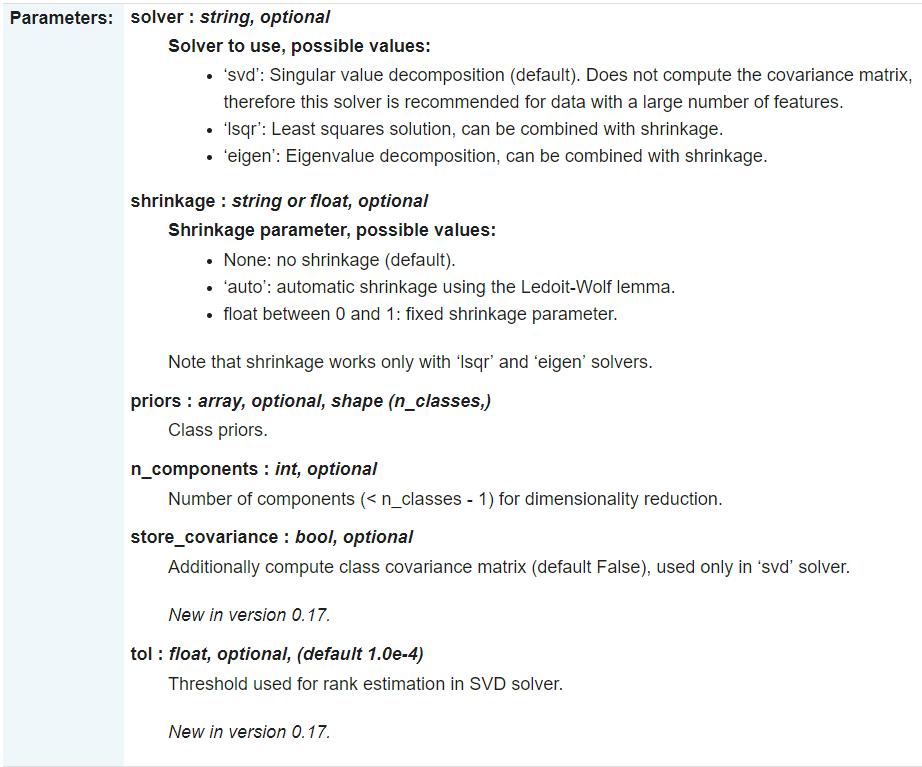 Parameters:
solver : string, optional
Solver to use, possible values:
• ‘svd’: Singular value decomposition (default). Does not compute the covariance matrix,
therefore this solver is recommended for data with a large number of features.
• ‘lsqr’: Least squares solution, can be combined with shrinkage.
• ‘eigen’: Eigenvalue decomposition, can be combined with shrinkage.
shrinkage : string or float, optional
Shrinkage parameter, possible values:
• None: no shrinkage (default).
• ‘auto’: automatic shrinkage using the Ledoit-Wolf lemma.
• float between 0 and 1: fixed shrinkage parameter.
Note that shrinkage works only with ‘lsqr’ and ‘eigen’ solvers.
priors : array, optional, shape (n_classes,)
Class priors.
n_components : int, optional
Number of components (< n_classes - 1) for dimensionality reduction.
store_covariance : bool, optional
Additionally compute class covariance matrix (default False), used only in ‘svd’ solver.
New in version 0.17.
tol : float, optional, (default 1.0e-4)
Threshold used for rank estimation in SVD solver.
New in version 0.17.